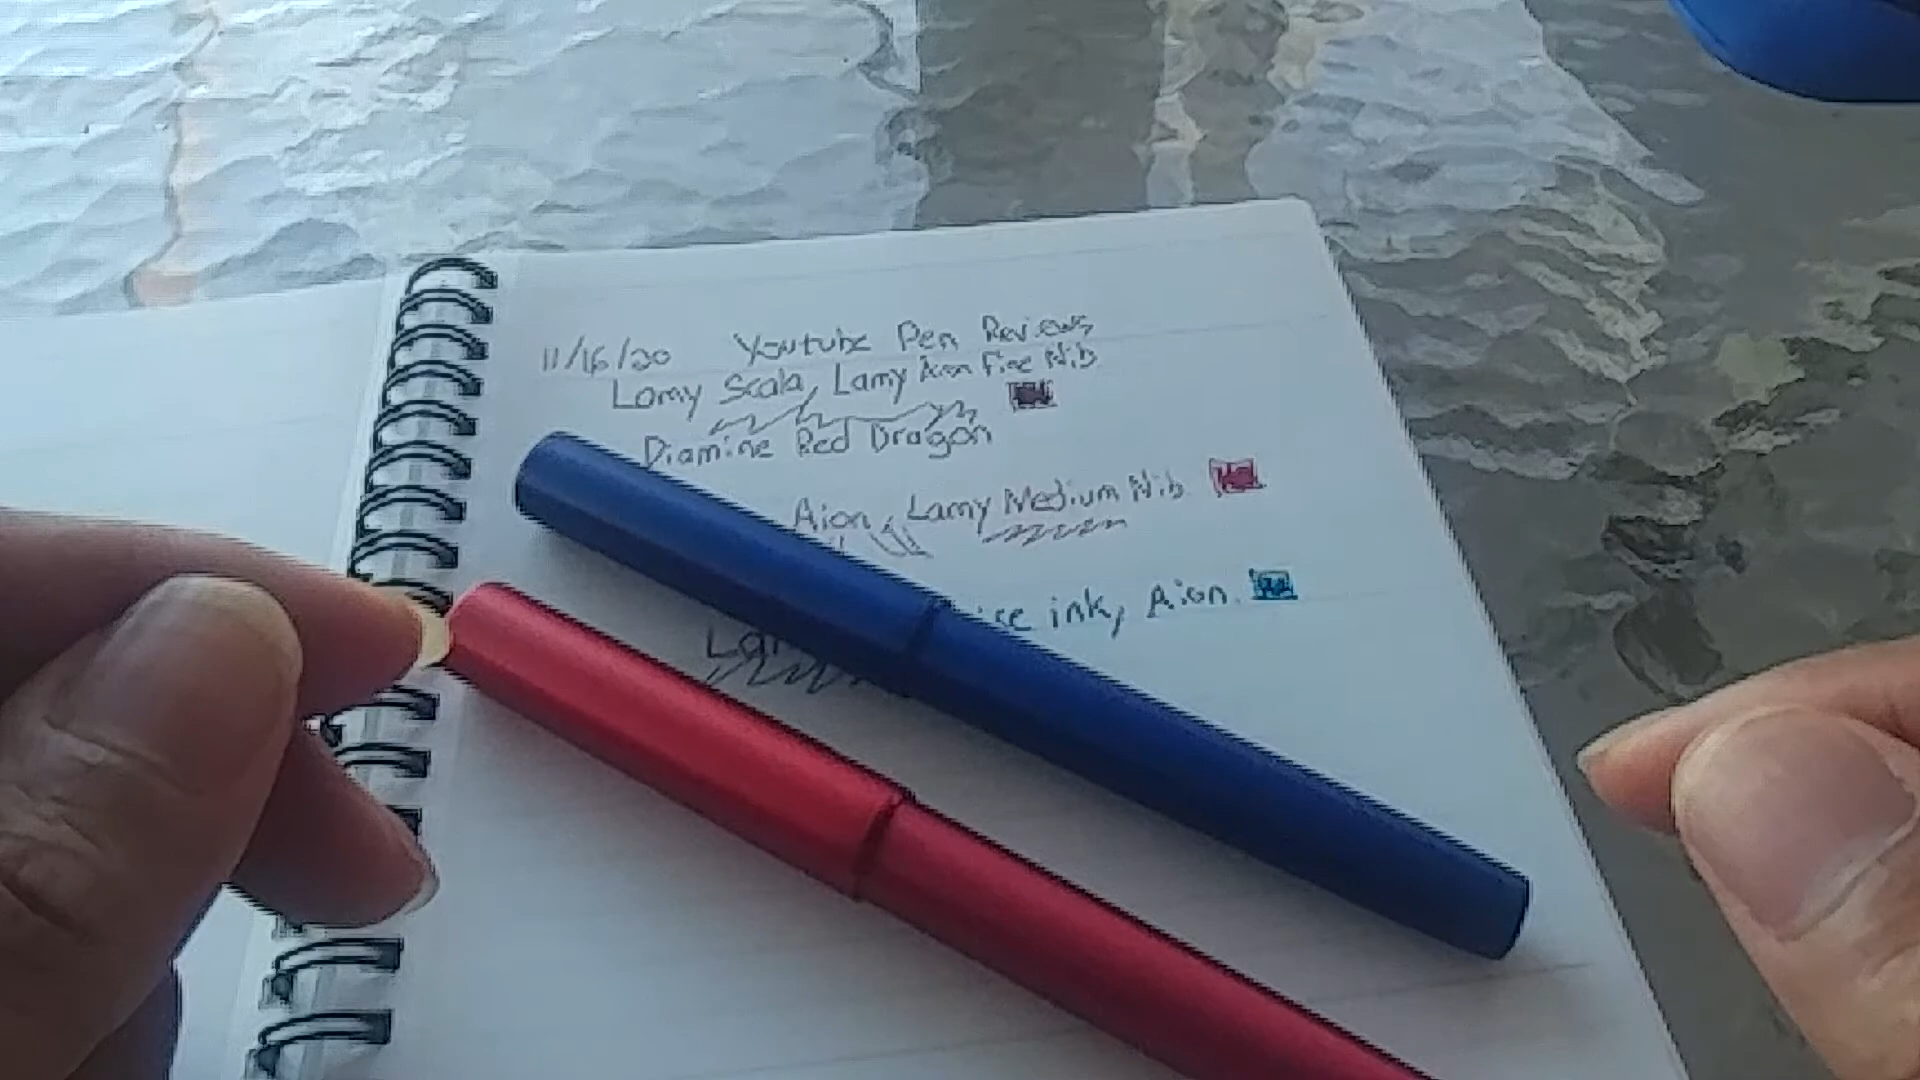 11/16/20 Youtube Pen Reviews
Lamy Scala, Lamy Aion Fine Nib
Diamine Red Dragon
Aion, Lamy Medium Nib
ink, Aion.